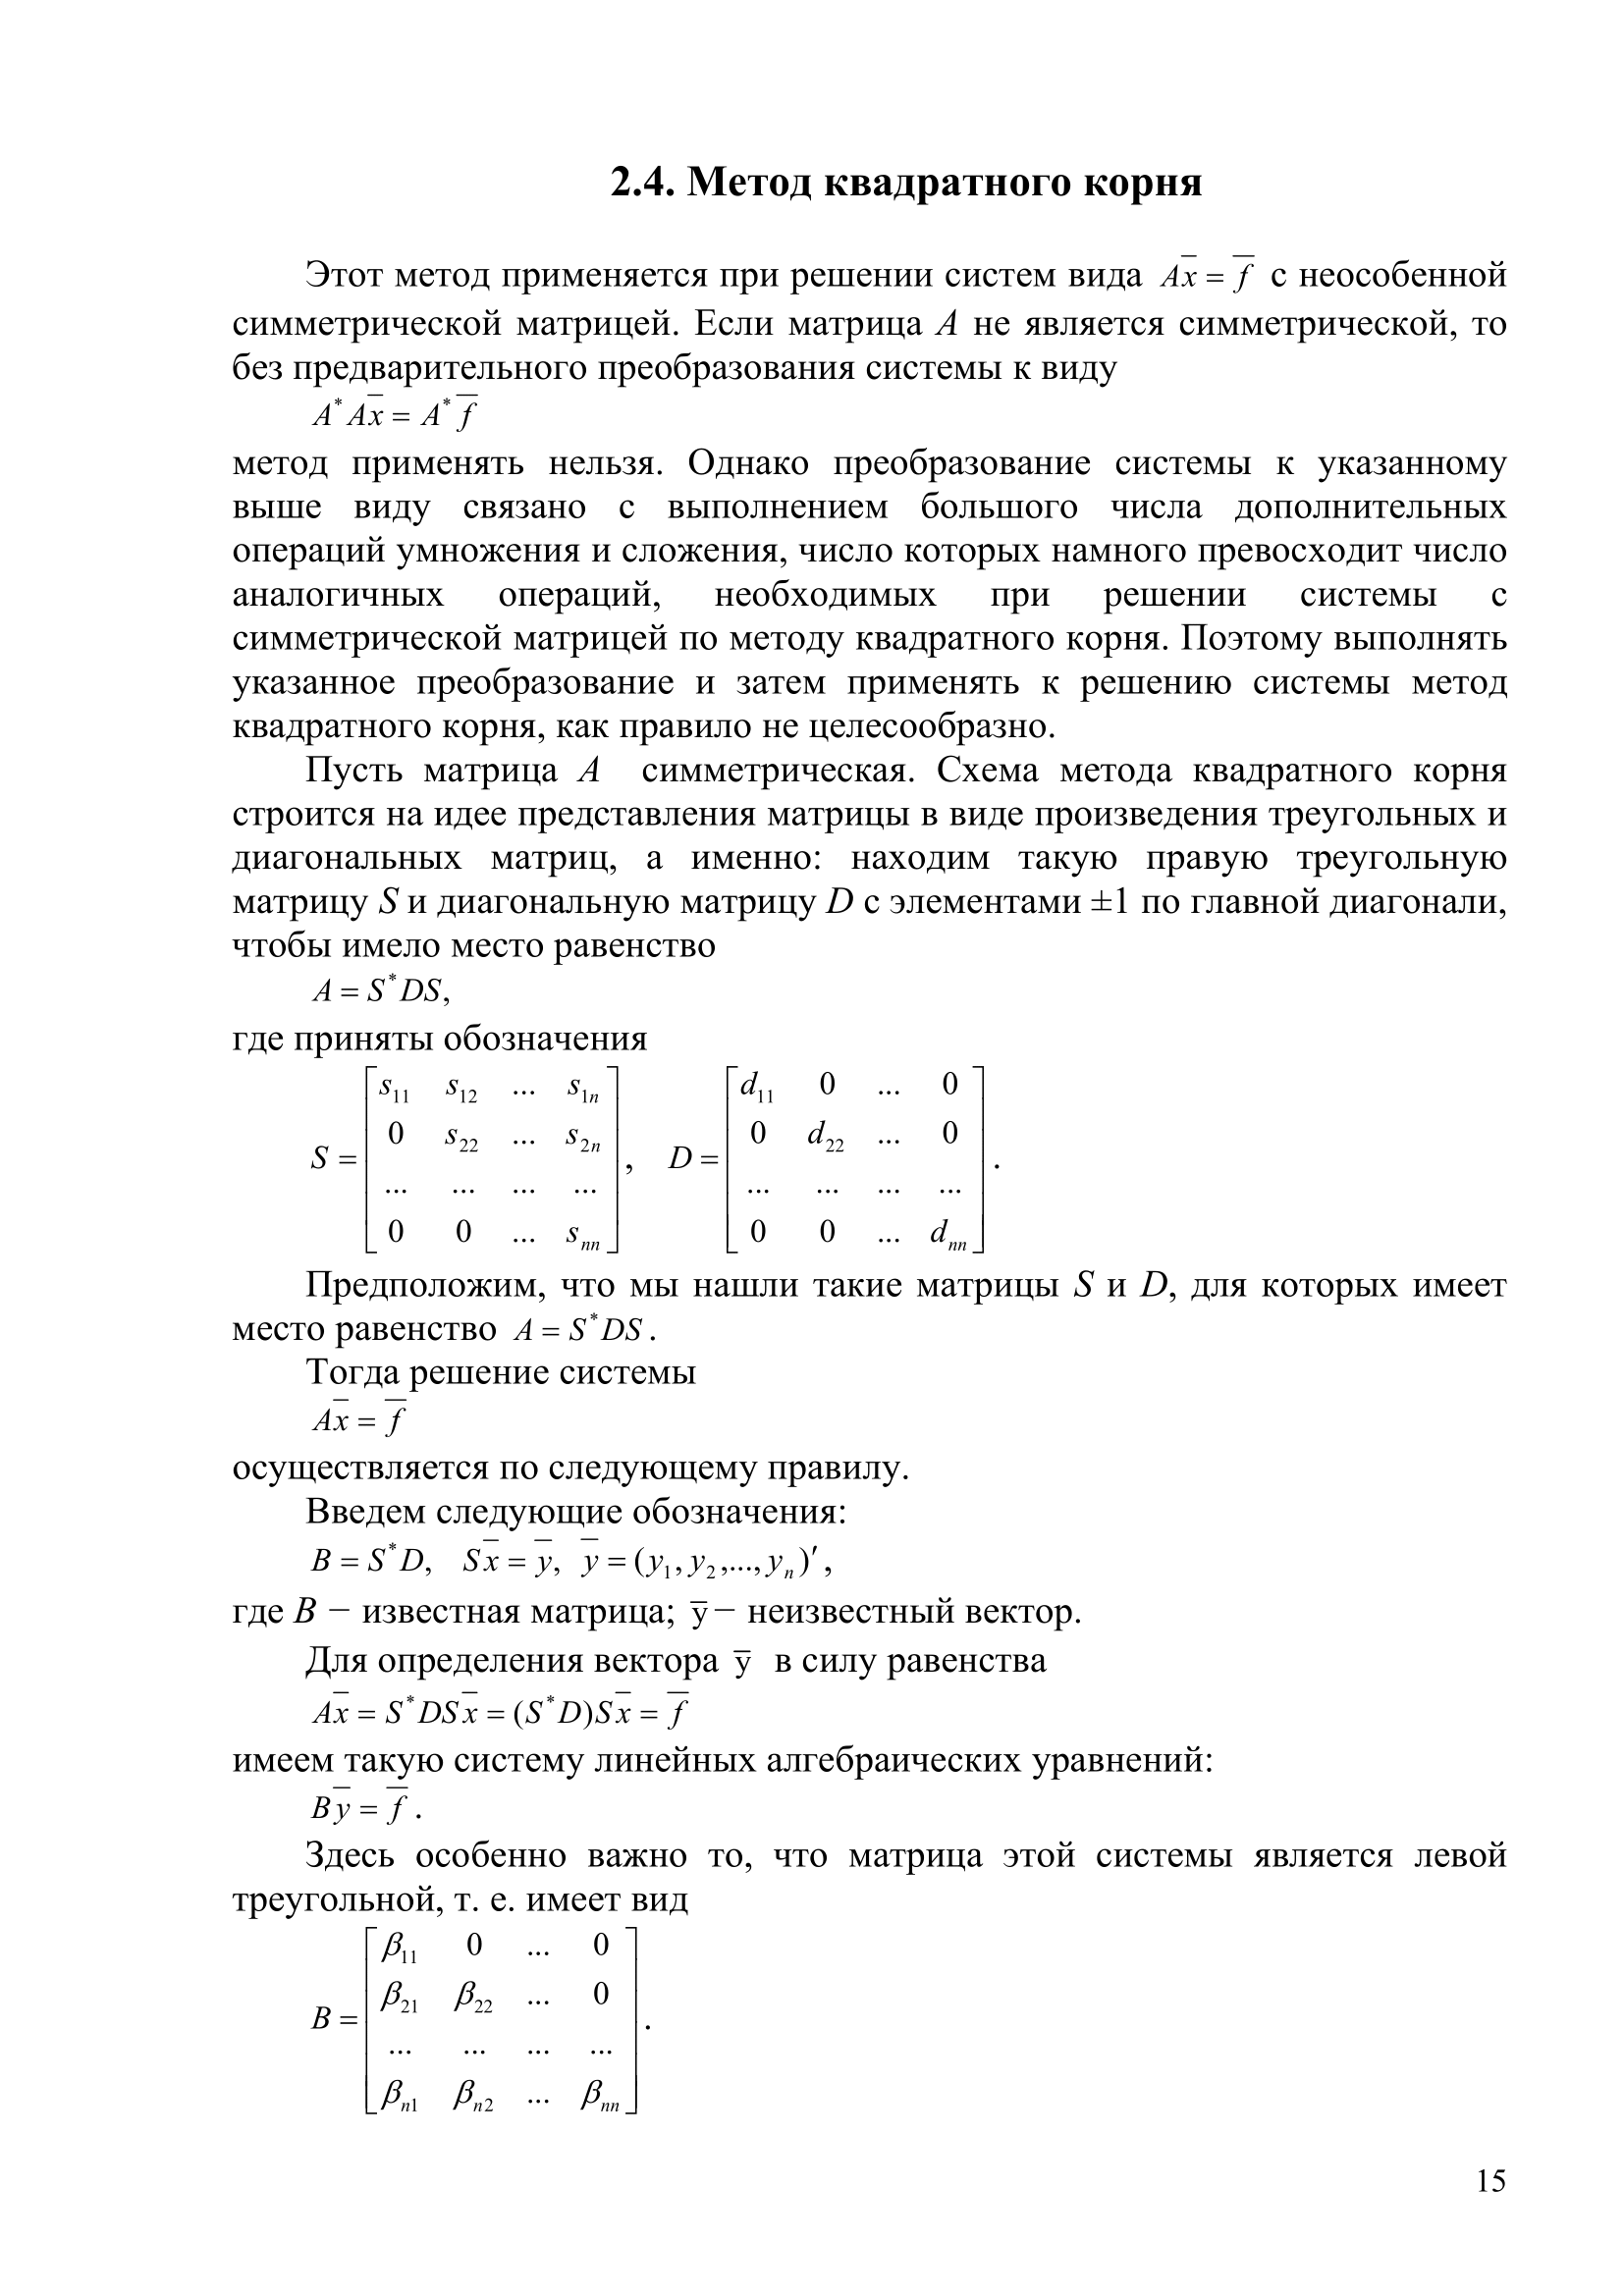 2.4. Метод квадратного корня
Этот метод применяется при решении систем вида $A\overline{x} = \overline{f}$ с неособенной
симметрической матрицей. Если матрица A не является симметрической, то
без предварительного преобразования системы к виду
$A^* A\overline{x} = A^* \overline{f}$
метод применять нельзя. Однако преобразование системы к указанному
выше виду связано с выполнением большого числа дополнительных
операций умножения и сложения, число которых намного превосходит число
аналогичных операций, необходимых при решении системы с
симметрической матрицей по методу квадратного корня. Поэтому выполнять
указанное преобразование и затем применять к решению системы метод
квадратного корня, как правило не целесообразно.
Пусть матрица A симметрическая. Схема метода квадратного корня
строится на идее представления матрицы в виде произведения треугольных и
диагональных матриц, а именно: находим такую правую треугольную
матрицу S и диагональную матрицу D с элементами ±1 по главной диагонали,
чтобы имело место равенство
$A = S^* DS,$
где приняты обозначения
$S = \begin{bmatrix} s_{11} & s_{12} & ... & s_{1n} \\ 0 & s_{22} & ... & s_{2n} \\ ... & ... & ... & ... \\ 0 & 0 & ... & s_{nn} \end{bmatrix}, \quad D = \begin{bmatrix} d_{11} & 0 & ... & 0 \\ 0 & d_{22} & ... & 0 \\ ... & ... & ... & ... \\ 0 & 0 & ... & d_{nn} \end{bmatrix}.$
Предположим, что мы нашли такие матрицы S и D, для которых имеет
место равенство $A = S^* DS$.
Тогда решение системы
$A\overline{x} = \overline{f}$
осуществляется по следующему правилу.
Введем следующие обозначения:
$B = S^* D, \quad S\overline{x} = \overline{y}, \quad \overline{y} = (y_1, y_2, ..., y_n)',$
где B − известная матрица; $\overline{y}$ − неизвестный вектор.
Для определения вектора $\overline{y}$ в силу равенства
$A\overline{x} = S^* DS\overline{x} = (S^* D)S\overline{x} = \overline{f}$
имеем такую систему линейных алгебраических уравнений:
$B\overline{y} = \overline{f}.$
Здесь особенно важно то, что матрица этой системы является левой
треугольной, т. е. имеет вид
$B = \begin{bmatrix} \beta_{11} & 0 & ... & 0 \\ \beta_{21} & \beta_{22} & ... & 0 \\ ... & ... & ... & ... \\ \beta_{n1} & \beta_{n2} & ... & \beta_{nn} \end{bmatrix}.$
15